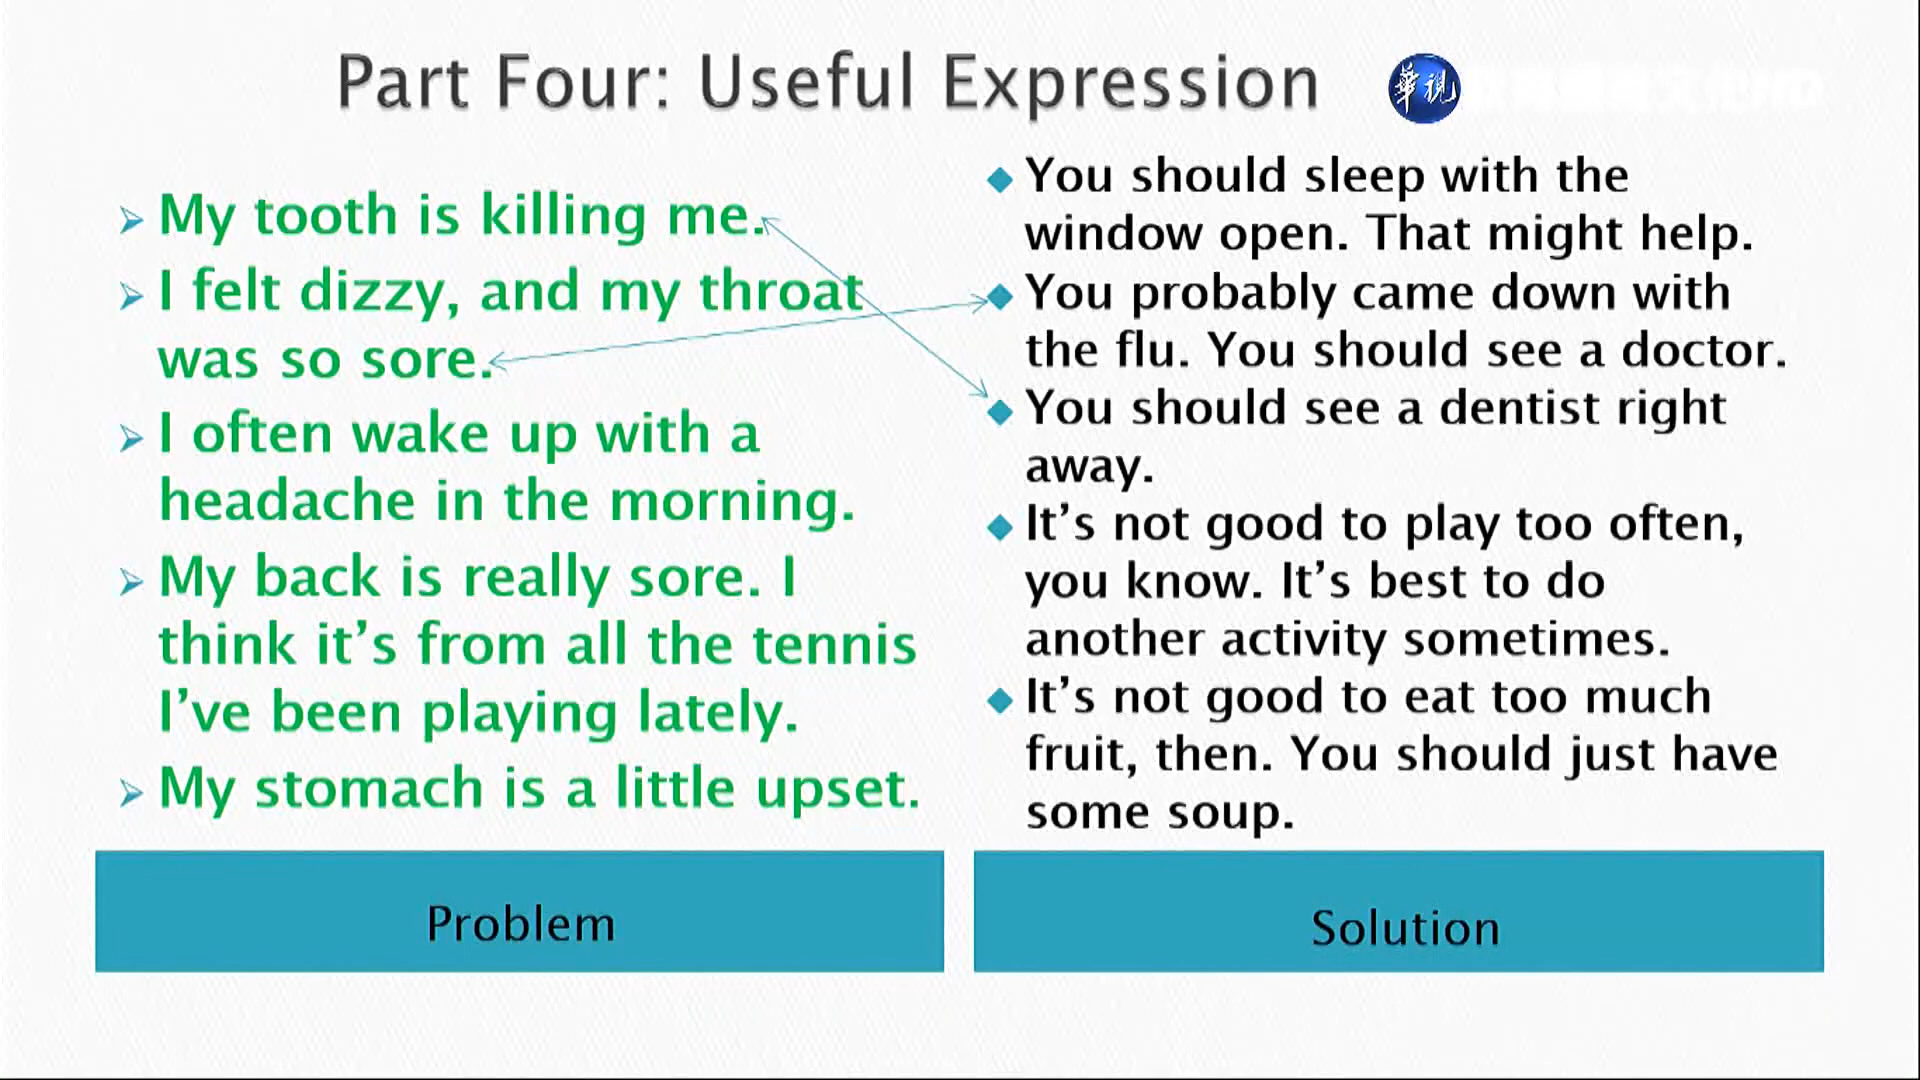 Part Four: Useful Expression
華視
My tooth is killing me.
I felt dizzy, and my throat
was so sore.
I often wake up with a
headache in the morning.
My back is really sore. I
think it's from all the tennis
I've been playing lately.
My stomach is a little upset.
Problem
You should sleep with the
window open. That might help.
You probably came down with
the flu. You should see a doctor.
You should see a dentist right
away.
It's not good to play too often,
you know. It's best to do
another activity sometimes.
It's not good to eat too much
fruit, then. You should just have
some soup.
Solution